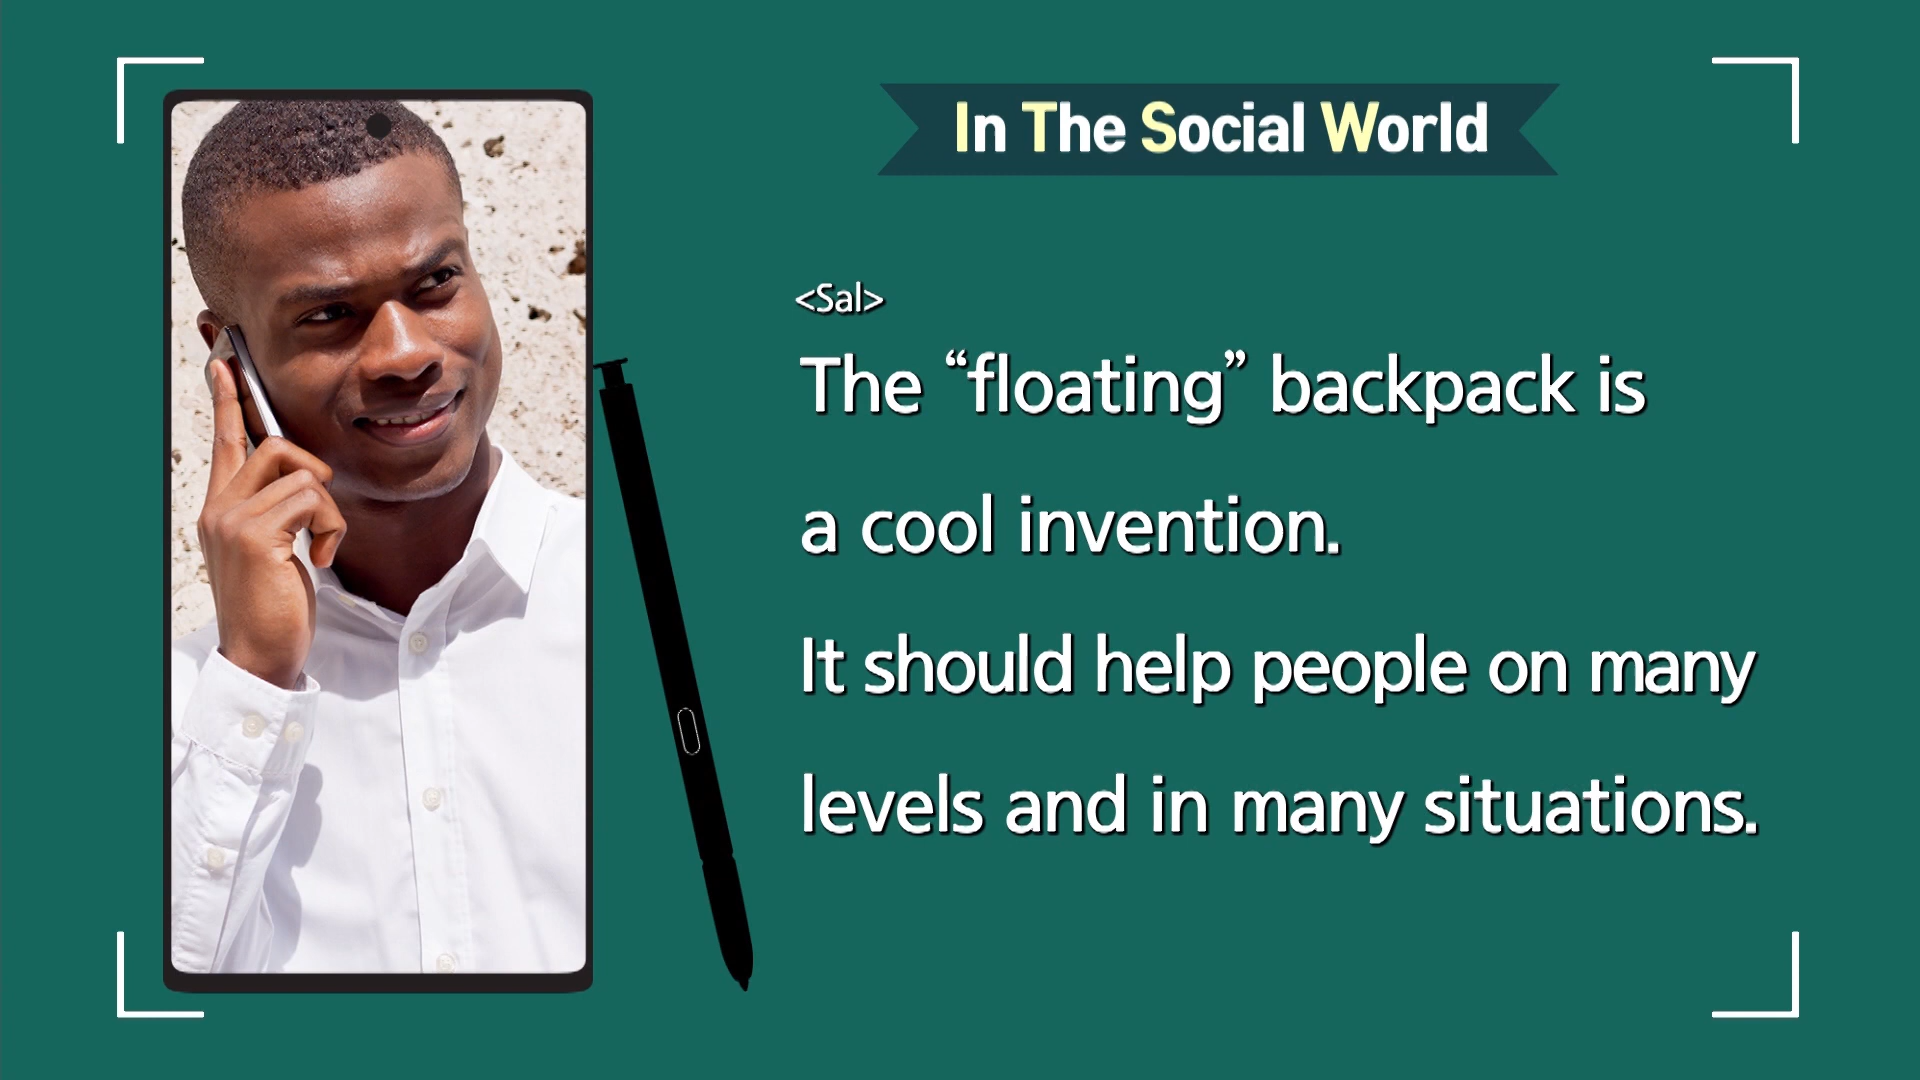 In The Social World
<Sal>
The “floating” backpack is
a cool invention.
It should help people on many
levels and in many situations.